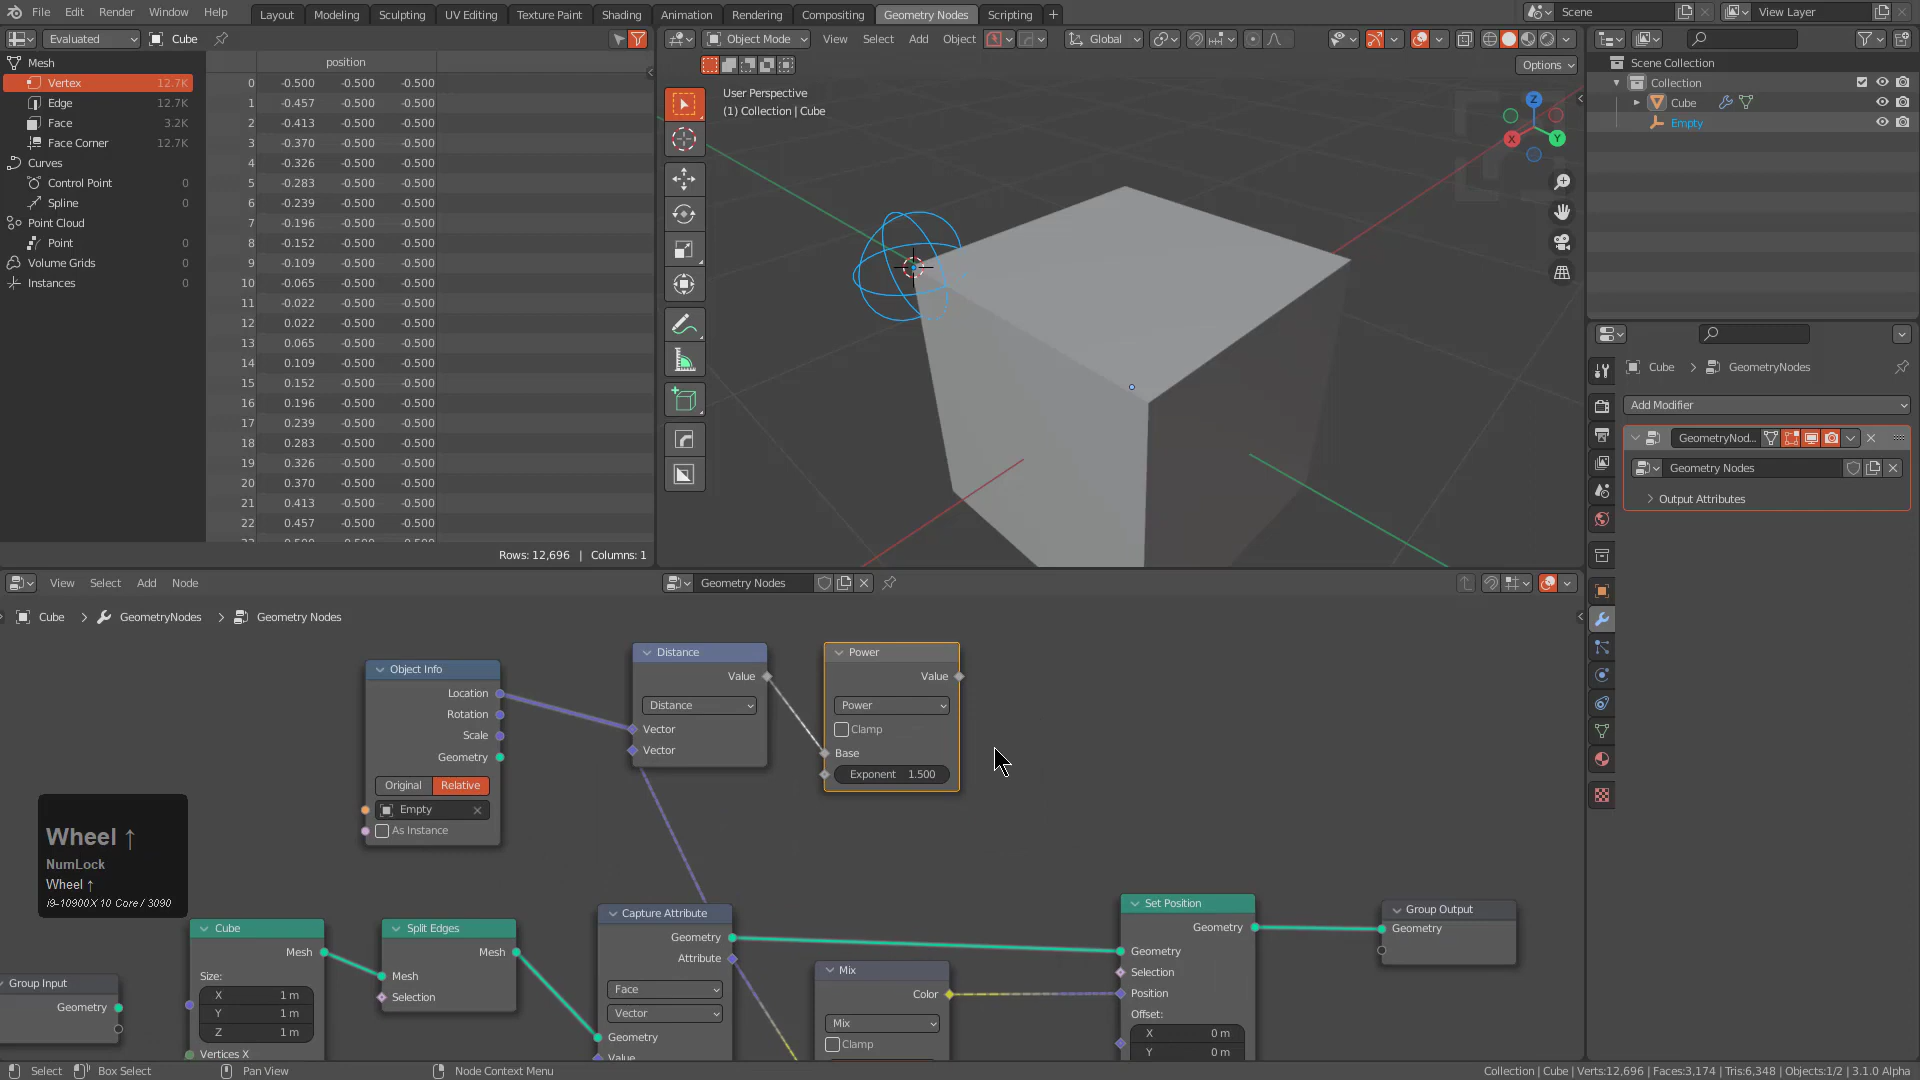 File Edit Render Window Help Layout Modeling Sculpting UV Editing Texture Paint Shading Animation Rendering Compositing Geometry Nodes Scripting + Scene View Layer
Evaluated Cube
Object Mode View Select Add Object Global
Options
Mesh
Vertex 12.7K
Edge 12.7K
Face 3.2K
Face Corner 12.7K
Curves
Control Point 0
Spline 0
Point Cloud
Point 0
Volume Grids 0
Instances 0
position
0 -0.500 -0.500 -0.500
1 -0.457 -0.500 -0.500
2 -0.413 -0.500 -0.500
3 -0.370 -0.500 -0.500
4 -0.326 -0.500 -0.500
5 -0.283 -0.500 -0.500
6 -0.239 -0.500 -0.500
7 -0.196 -0.500 -0.500
8 -0.152 -0.500 -0.500
9 -0.109 -0.500 -0.500
10 -0.065 -0.500 -0.500
11 -0.022 -0.500 -0.500
12 0.022 -0.500 -0.500
13 0.065 -0.500 -0.500
14 0.109 -0.500 -0.500
15 0.152 -0.500 -0.500
16 0.196 -0.500 -0.500
17 0.239 -0.500 -0.500
18 0.283 -0.500 -0.500
19 0.326 -0.500 -0.500
20 0.370 -0.500 -0.500
21 0.413 -0.500 -0.500
22 0.457 -0.500 -0.500
Rows: 12,696 | Columns: 1
User Perspective
(1) Collection | Cube
Z
X
Y
Scene Collection
Collection
Cube
Empty
Cube GeometryNodes
Add Modifier
GeometryNod...
Geometry Nodes
Output Attributes
View Select Add Node
Geometry Nodes
Cube GeometryNodes Geometry Nodes
Object Info
Location
Rotation
Scale
Geometry
Original Relative
Empty
As Instance
Distance
Value
Distance
Vector
Vector
Power
Value
Power
Clamp
Base
Exponent 1.500
Wheel ↑
NumLock
Wheel ↑
i9-10900X 10 Core / 3090
Group Input
Geometry
Cube
Mesh
Size:
X 1 m
Y 1 m
Z 1 m
Vertices X
Split Edges
Mesh
Mesh
Selection
Capture Attribute
Geometry
Attribute
Face
Vector
Geometry
Value
Mix
Color
Mix
Clamp
Set Position
Geometry
Geometry
Selection
Position
Offset:
X 0 m
Y 0 m
Group Output
Geometry
Select Box Select Pan View Node Context Menu
Collection | Cube | Verts:12,696 | Faces:3,174 | Tris:6,348 | Objects:1/2 | 3.1.0 Alpha